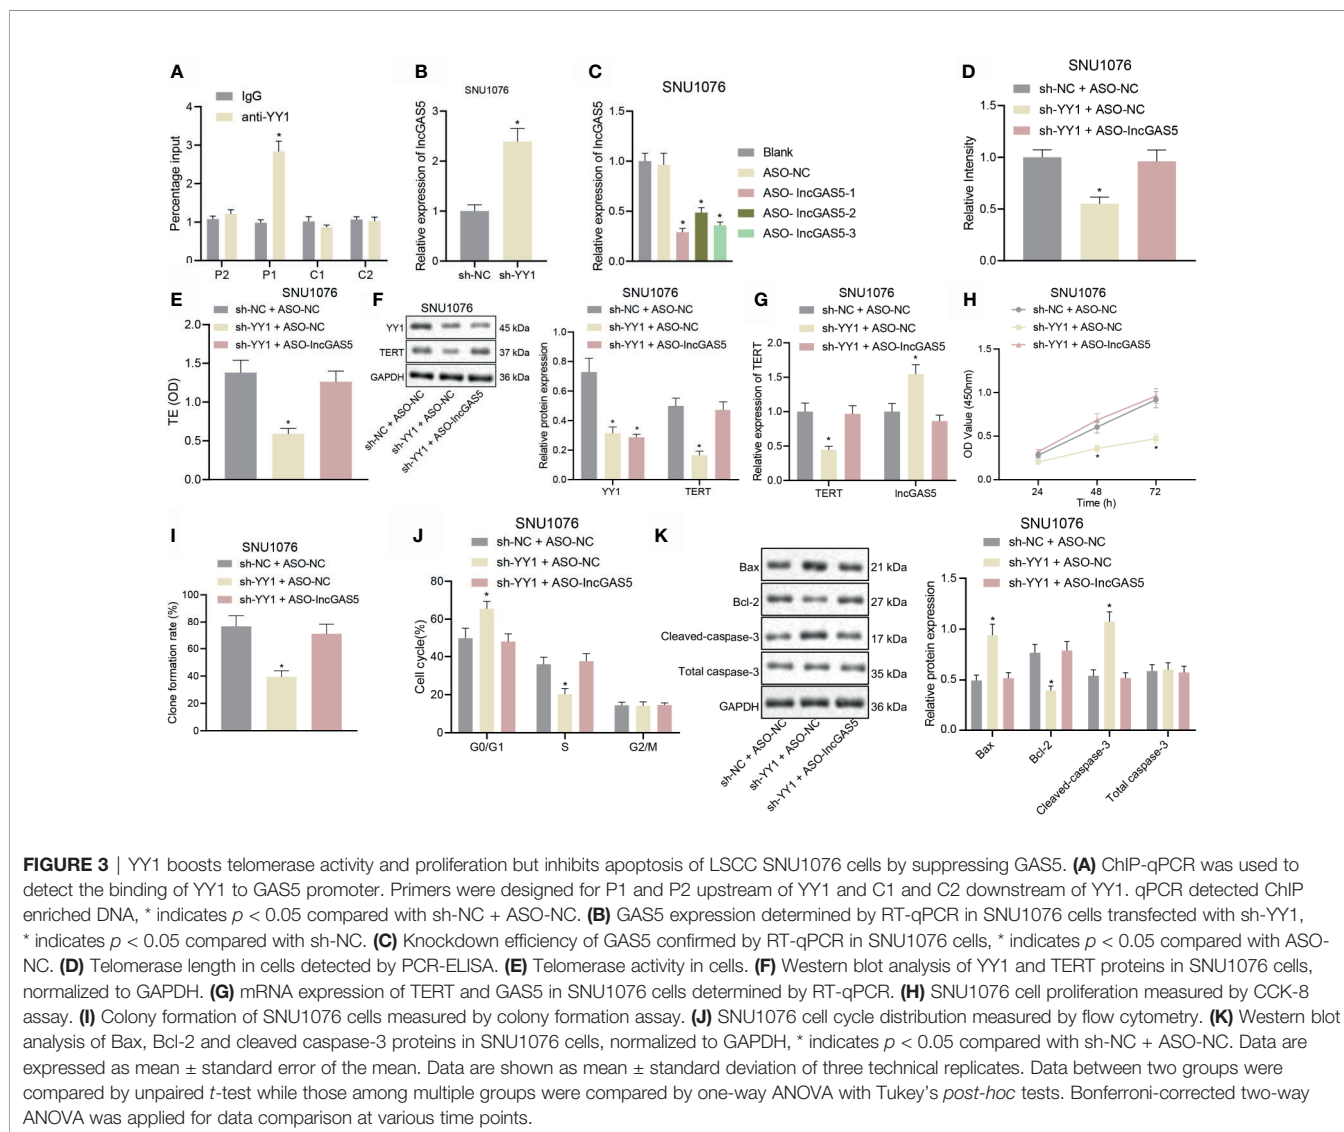 A
IgG
anti-YY1
Percentage input
4
3
2
1
0
*
P2 P1 C1 C2
B
SNU1076
Relative expression of lncGAS5
3
2
1
0
*
sh-NC sh-YY1
C
SNU1076
Relative expression of lncGAS5
1.5
1.0
0.5
0.0
* * *
Blank
ASO-NC
ASO- lncGAS5-1
ASO- lncGAS5-2
ASO- lncGAS5-3
D
SNU1076
sh-NC + ASO-NC
sh-YY1 + ASO-NC
sh-YY1 + ASO-lncGAS5
Relative Intensity
1.5
1.0
0.5
0.0
*
E
SNU1076
sh-NC + ASO-NC
sh-YY1 + ASO-NC
sh-YY1 + ASO-lncGAS5
TE (OD)
2.0
1.5
1.0
0.5
0.0
*
F
SNU1076
YY1 45 kDa
TERT 37 kDa
GAPDH 36 kDa
sh-NC + ASO-NC
sh-YY1 + ASO-NC
sh-YY1 + ASO-lncGAS5
SNU1076
sh-NC + ASO-NC
sh-YY1 + ASO-NC
sh-YY1 + ASO-lncGAS5
Relative protein expression
1.0
0.8
0.6
0.4
0.2
0.0
* * *
YY1 TERT
G
SNU1076
sh-NC + ASO-NC
sh-YY1 + ASO-NC
sh-YY1 + ASO-lncGAS5
Relative expression of TERT
2.0
1.5
1.0
0.5
0.0
* *
TERT lncGAS5
H
SNU1076
sh-NC + ASO-NC
sh-YY1 + ASO-NC
sh-YY1 + ASO-lncGAS5
OD Value (450nm)
1.5
1.0
0.5
0.0
* *
24 48 72
Time (h)
I
SNU1076
sh-NC + ASO-NC
sh-YY1 + ASO-NC
sh-YY1 + ASO-lncGAS5
Clone formation rate (%)
100
80
60
40
20
0
*
J
SNU1076
sh-NC + ASO-NC
sh-YY1 + ASO-NC
sh-YY1 + ASO-lncGAS5
Cell cycle(%)
80
60
40
20
0
* *
G0/G1 S G2/M
K
Bax 21 kDa
Bcl-2 27 kDa
Cleaved-caspase-3 17 kDa
Total caspase-3 35 kDa
GAPDH 36 kDa
sh-NC + ASO-NC
sh-YY1 + ASO-NC
sh-YY1 + ASO-lncGAS5
SNU1076
sh-NC + ASO-NC
sh-YY1 + ASO-NC
sh-YY1 + ASO-lncGAS5
Relative protein expression
1.5
1.0
0.5
0.0
* * *
Bax
Bcl-2
Cleaved-caspase-3
Total caspase-3
FIGURE 3 | YY1 boosts telomerase activity and proliferation but inhibits apoptosis of LSCC SNU1076 cells by suppressing GAS5. (A) ChIP-qPCR was used to
detect the binding of YY1 to GAS5 promoter. Primers were designed for P1 and P2 upstream of YY1 and C1 and C2 downstream of YY1. qPCR detected ChIP
enriched DNA, * indicates p < 0.05 compared with sh-NC + ASO-NC. (B) GAS5 expression determined by RT-qPCR in SNU1076 cells transfected with sh-YY1,
* indicates p < 0.05 compared with sh-NC. (C) Knockdown efficiency of GAS5 confirmed by RT-qPCR in SNU1076 cells, * indicates p < 0.05 compared with ASO-
NC. (D) Telomerase length in cells detected by PCR-ELISA. (E) Telomerase activity in cells. (F) Western blot analysis of YY1 and TERT proteins in SNU1076 cells,
normalized to GAPDH. (G) mRNA expression of TERT and GAS5 in SNU1076 cells determined by RT-qPCR. (H) SNU1076 cell proliferation measured by CCK-8
assay. (I) Colony formation of SNU1076 cells measured by colony formation assay. (J) SNU1076 cell cycle distribution measured by flow cytometry. (K) Western blot
analysis of Bax, Bcl-2 and cleaved caspase-3 proteins in SNU1076 cells, normalized to GAPDH, * indicates p < 0.05 compared with sh-NC + ASO-NC. Data are
expressed as mean ± standard error of the mean. Data are shown as mean ± standard deviation of three technical replicates. Data between two groups were
compared by unpaired t-test while those among multiple groups were compared by one-way ANOVA with Tukey's post-hoc tests. Bonferroni-corrected two-way
ANOVA was applied for data comparison at various time points.